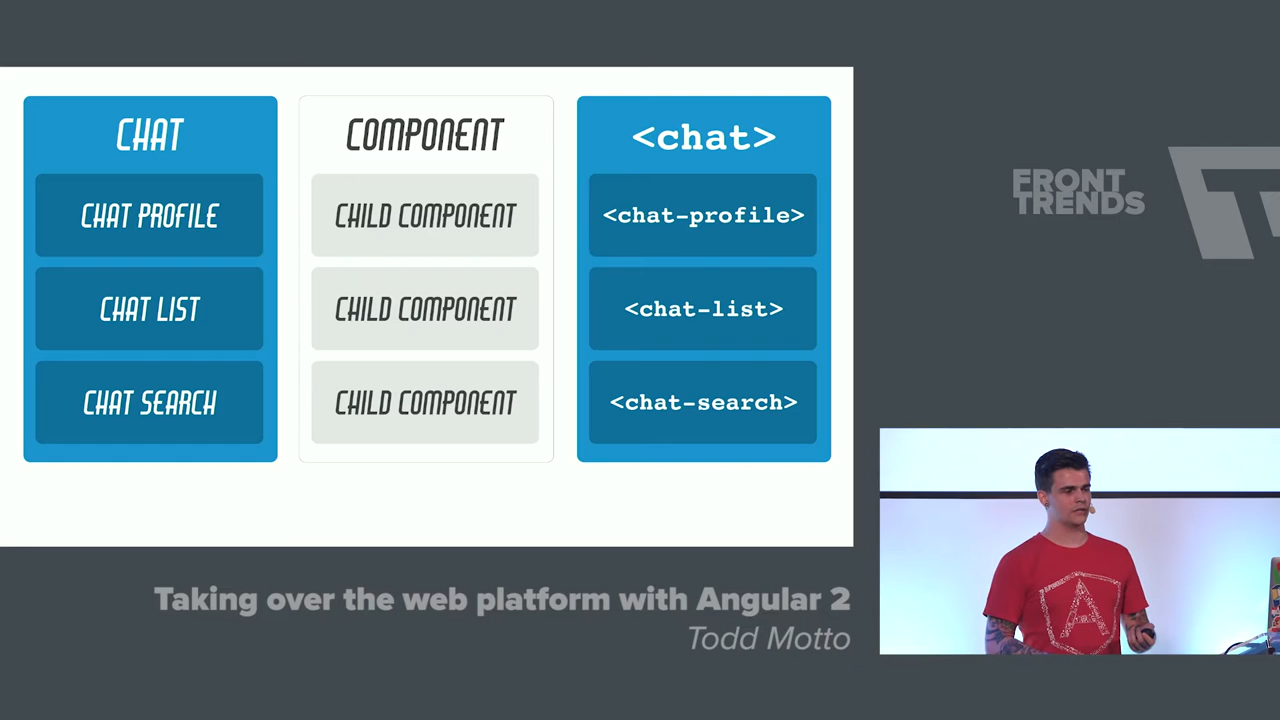 CHAT
CHAT PROFILE
CHAT LIST
CHAT SEARCH
COMPONENT
CHILD COMPONENT
CHILD COMPONENT
CHILD COMPONENT
<chat>
<chat-profile>
<chat-list>
<chat-search>
FRONT
TRENDS
Taking over the web platform with Angular 2
Todd Motto
A